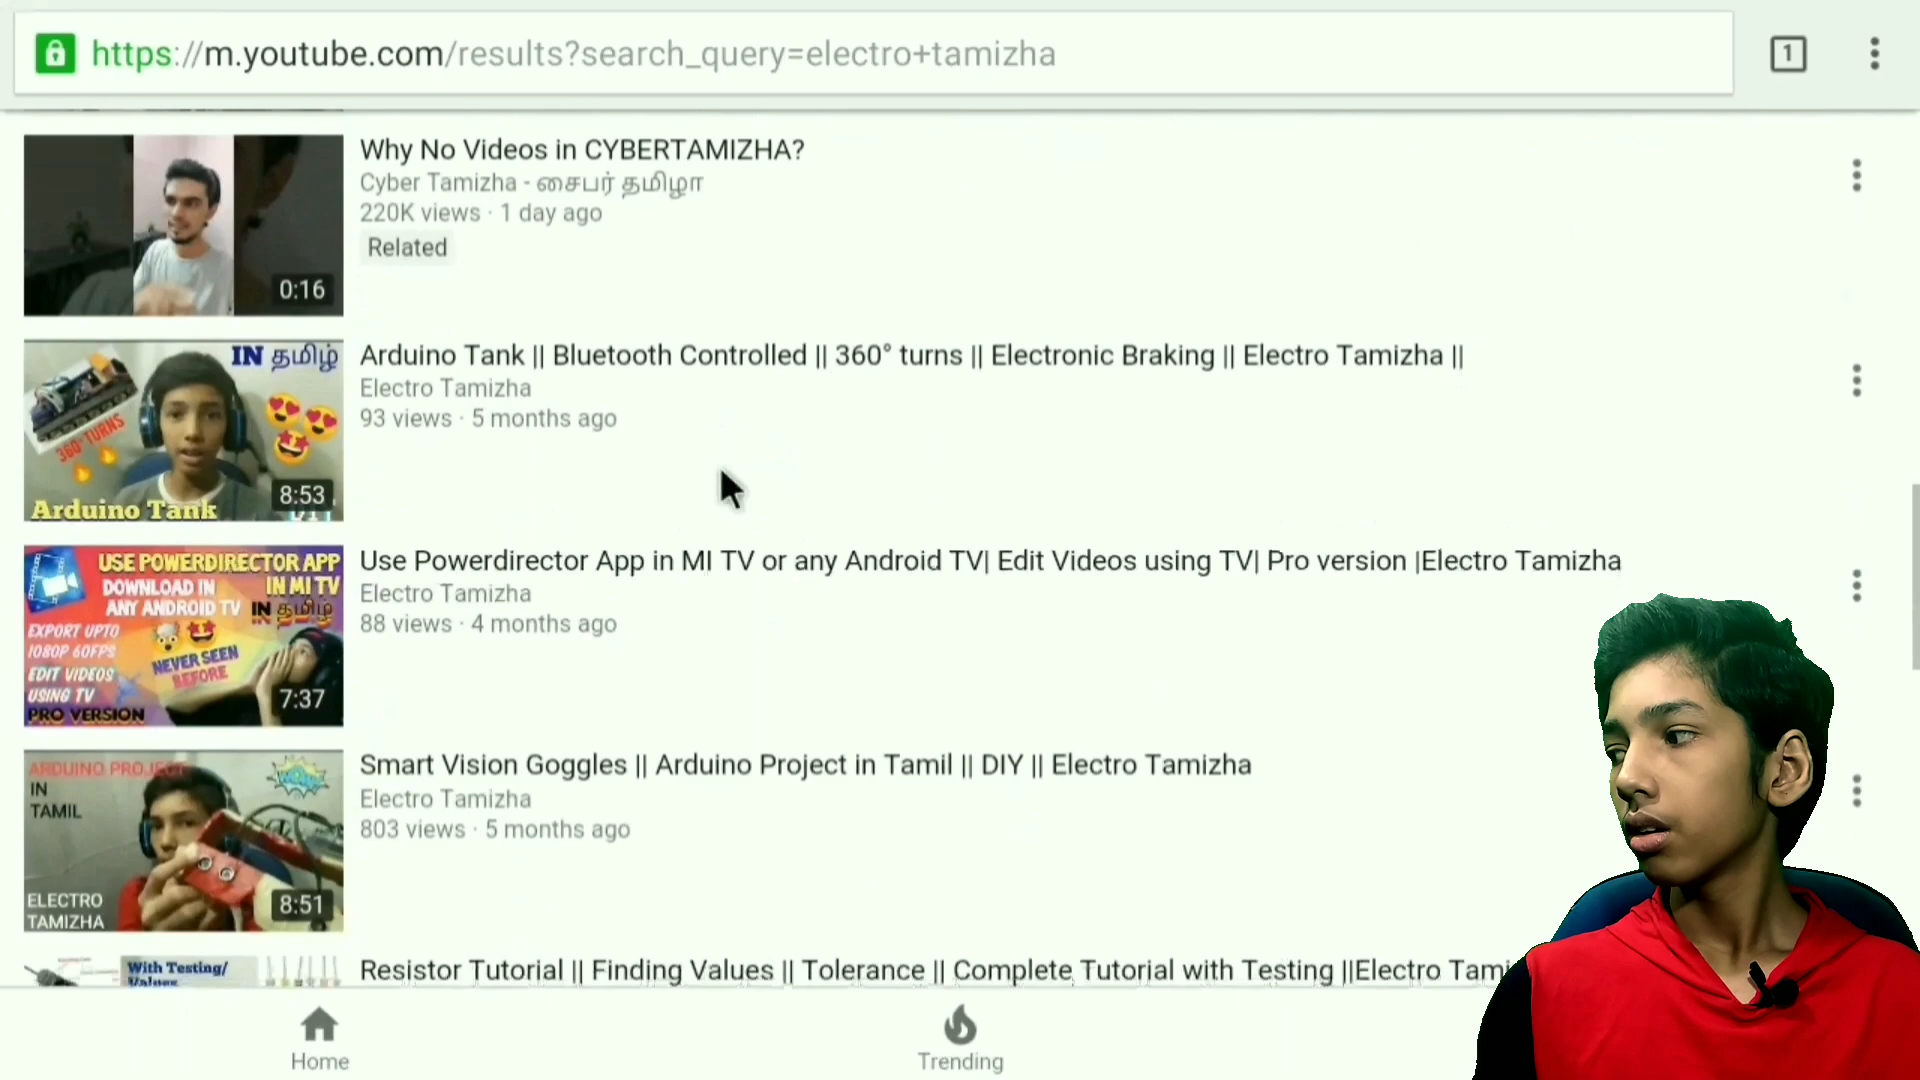 https://m.youtube.com/results?search_query=electro+tamizha
1
Why No Videos in CYBERTAMIZHA?
Cyber Tamizha - சைபர் தமிழா
220K views · 1 day ago
Related
0:16
IN தமிழ்
360° TURNS
Arduino Tank
8:53
Arduino Tank || Bluetooth Controlled || 360° turns || Electronic Braking || Electro Tamizha ||
Electro Tamizha
93 views · 5 months ago
USE POWERDIRECTOR APP
DOWNLOAD IN IN MI TV
ANY ANDROID TV IN தமிழ்
EXPORT UPTO
1080P 60FPS
EDIT VIDEOS
USING TV
PRO VERSION
NEVER SEEN
BEFORE
7:37
Use Powerdirector App in MI TV or any Android TV| Edit Videos using TV| Pro version |Electro Tamizha
Electro Tamizha
88 views · 4 months ago
ARDUINO PROJECT
IN
TAMIL
ELECTRO
TAMIZHA
8:51
Smart Vision Goggles || Arduino Project in Tamil || DIY || Electro Tamizha
Electro Tamizha
803 views · 5 months ago
With Testing/
Values
Resistor Tutorial || Finding Values || Tolerance || Complete Tutorial with Testing ||Electro Tami
Home
Trending